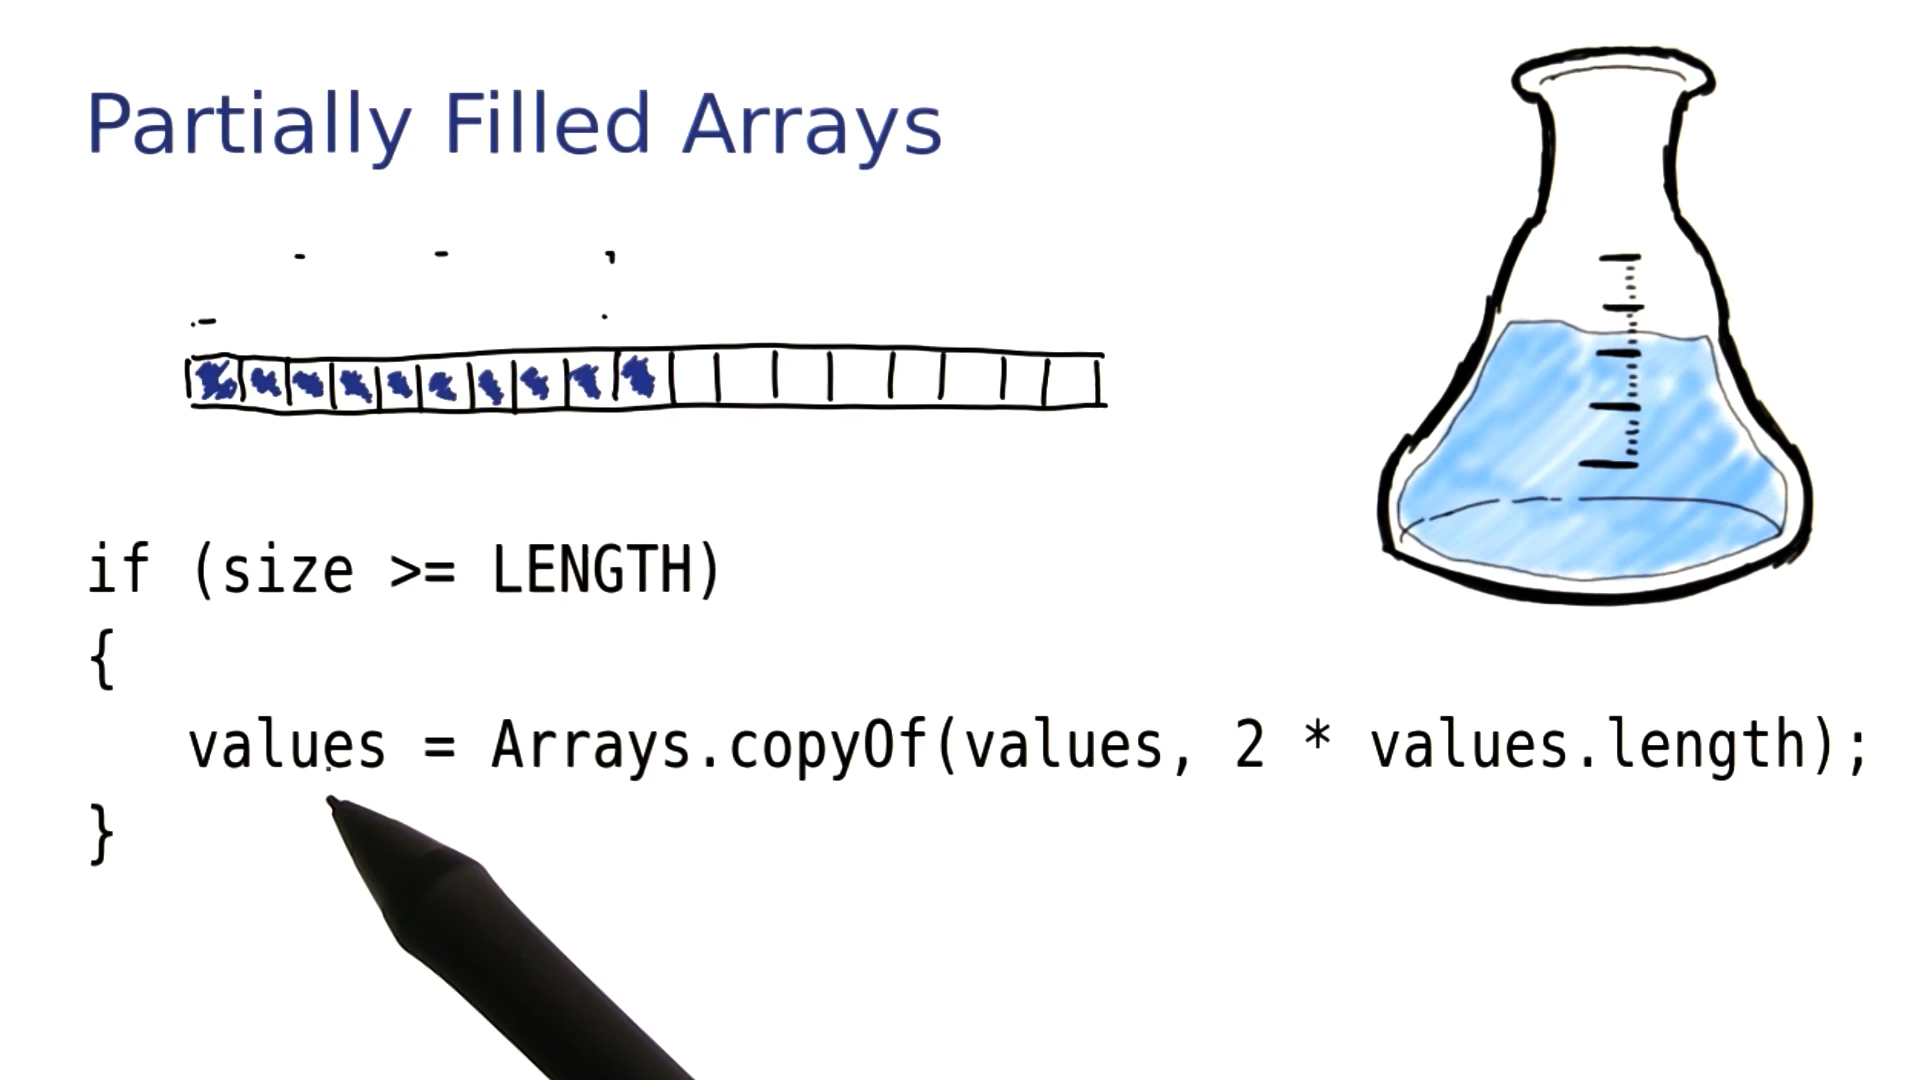 Partially Filled Arrays
if (size >= LENGTH)
{
values = Arrays.copyOf(values, 2 * values.length);
}